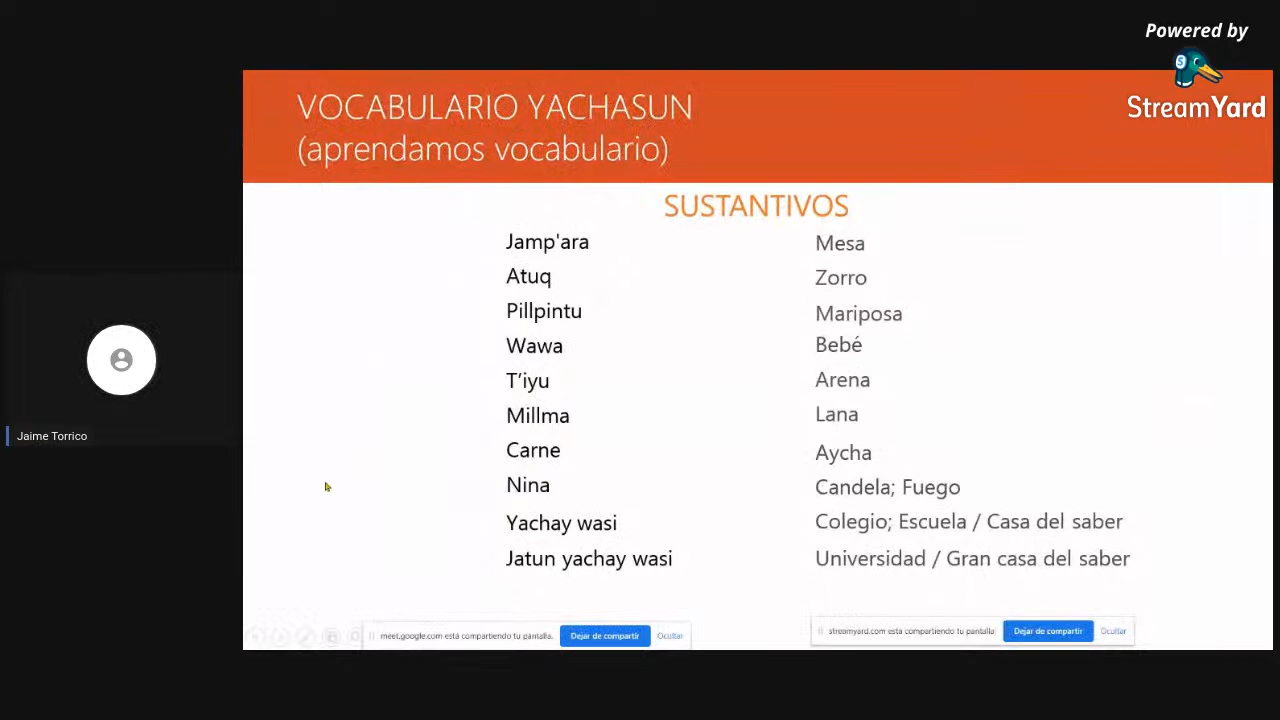 Powered by
StreamYard
VOCABULARIO YACHASUN
(aprendamos vocabulario)
SUSTANTIVOS
Jamp'ara Mesa
Atuq Zorro
Pillpintu Mariposa
Wawa Bebé
T’iyu Arena
Millma Lana
Carne Aycha
Nina Candela; Fuego
Yachay wasi Colegio; Escuela / Casa del saber
Jatun yachay wasi Universidad / Gran casa del saber
Jaime Torrico
meet.google.com está compartiendo tu pantalla. Dejar de compartir Ocultar
streamyard.com está compartiendo tu pantalla Dejar de compartir Ocultar